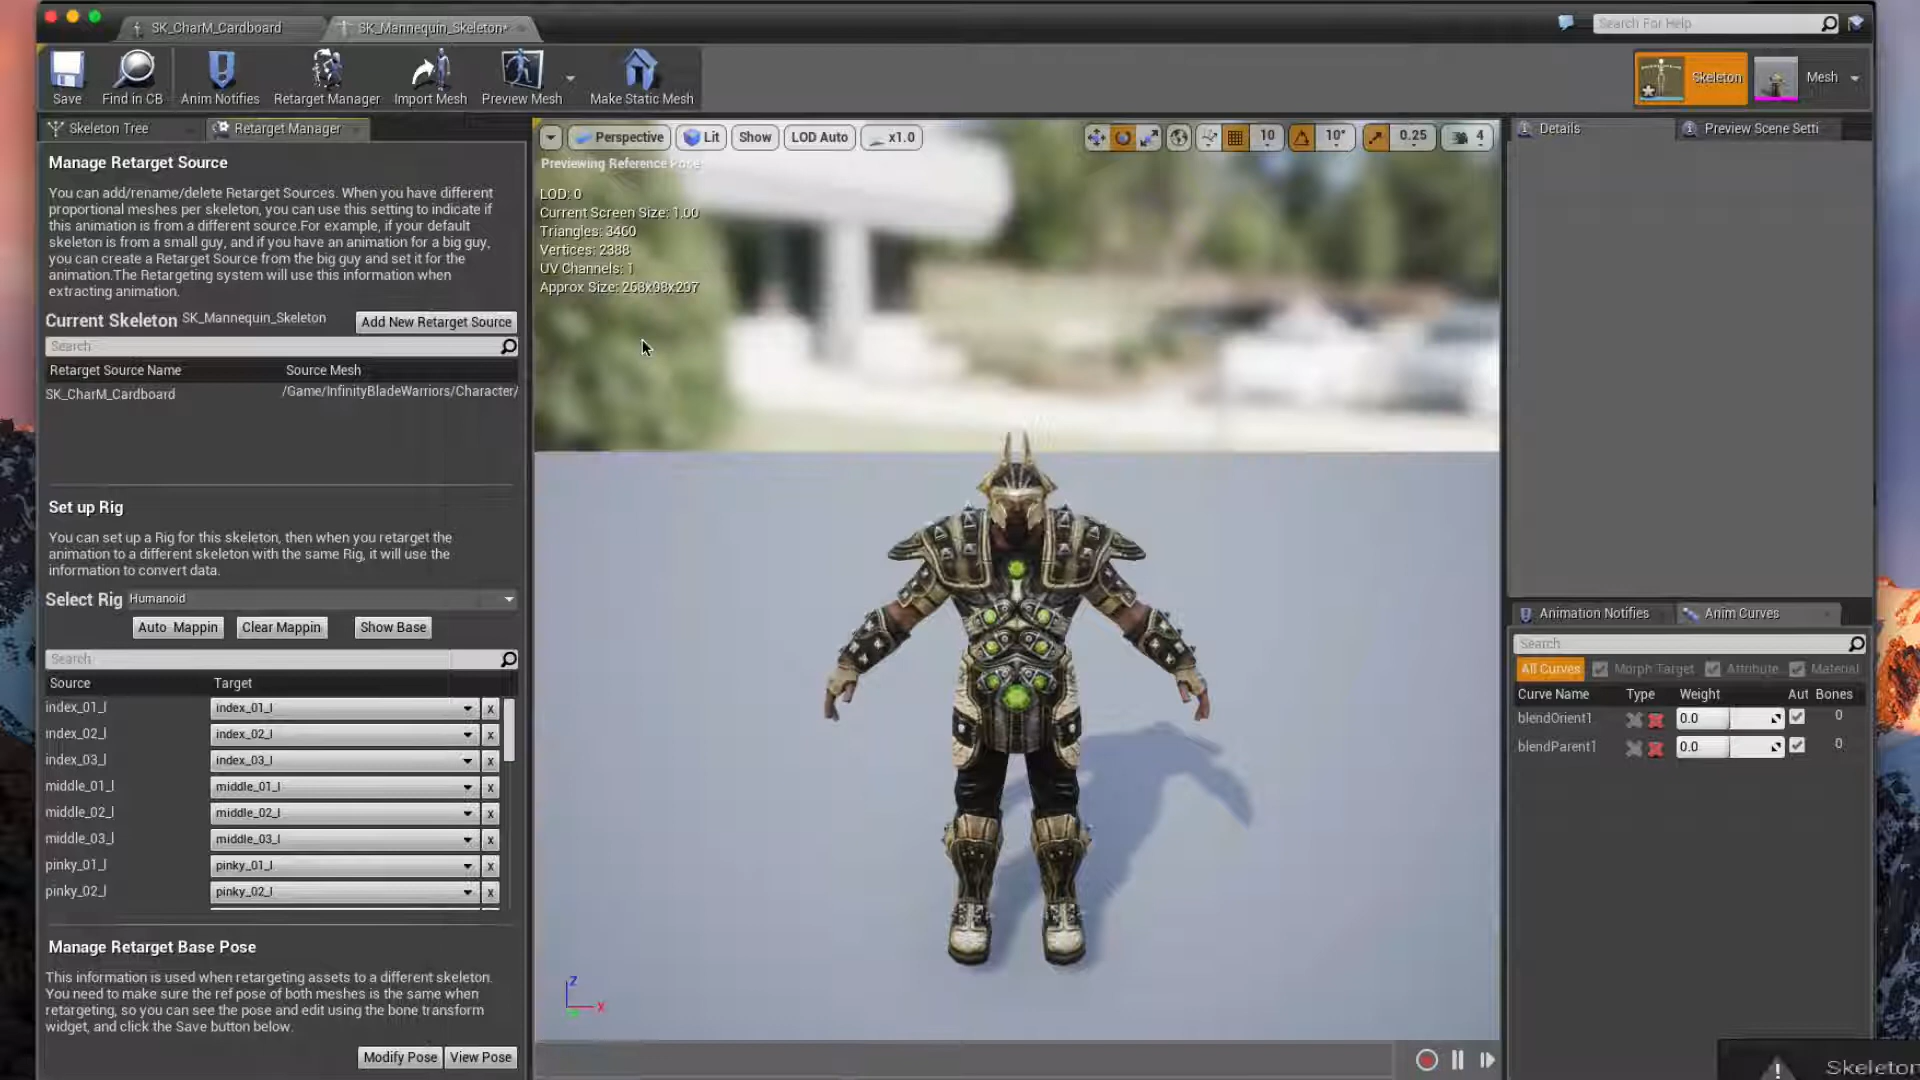 SK_CharM_Cardboard
SK_Mannequin_Skeleton*
Search For Help
Save
Find in CB
Anim Notifies
Retarget Manager
Import Mesh
Preview Mesh
Make Static Mesh
Skeleton
Mesh
Skeleton Tree
Retarget Manager
Manage Retarget Source
You can add/rename/delete Retarget Sources. When you have different
proportional meshes per skeleton, you can use this setting to indicate if
this animation is from a different source.For example, if your default
skeleton is from a small guy, and if you have an animation for a big guy,
you can create a Retarget Source from the big guy and set it for the
animation.The Retargeting system will use this information when
extracting animation.
Current Skeleton SK_Mannequin_Skeleton
Add New Retarget Source
Search
Retarget Source Name Source Mesh
SK_CharM_Cardboard /Game/InfinityBladeWarriors/Character/
Set up Rig
You can set up a Rig for this skeleton, then when you retarget the
animation to a different skeleton with the same Rig, it will use the
information to convert data.
Select Rig Humanoid
Auto Mappin Clear Mappin Show Base
Search
Source Target
index_01_l index_01_l x
index_02_l index_02_l x
index_03_l index_03_l x
middle_01_l middle_01_l x
middle_02_l middle_02_l x
middle_03_l middle_03_l x
pinky_01_l pinky_01_l x
pinky_02_l pinky_02_l x
Manage Retarget Base Pose
This information is used when retargeting assets to a different skeleton.
You need to make sure the ref pose of both meshes is the same when
retargeting, so you can see the pose and edit using the bone transform
widget, and click the Save button below.
Modify Pose View Pose
Perspective Lit Show LOD Auto x1.0
10 10° 0.25 4
Previewing Reference Pose
LOD: 0
Current Screen Size: 1.00
Triangles: 3460
Vertices: 2388
UV Channels: 1
Approx Size: 268x98x207
Z
X
Details
Preview Scene Setti
Animation Notifies
Anim Curves
Search
All Curves Morph Target Attribute Material
Curve Name Type Weight Aut Bones
blendOrient1 0.0 0
blendParent1 0.0 0
Skeleton